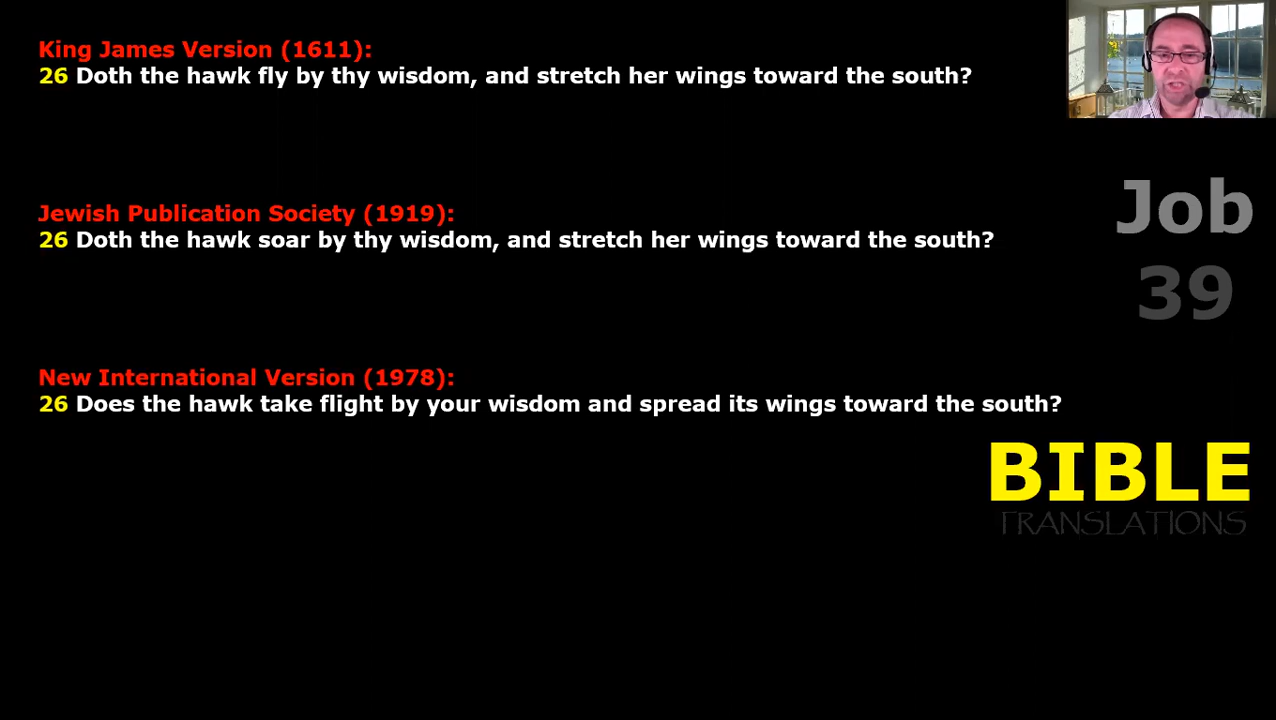 King James Version (1611):
26 Doth the hawk fly by thy wisdom, and stretch her wings toward the south?
Jewish Publication Society (1919):
26 Doth the hawk soar by thy wisdom, and stretch her wings toward the south?
Job
39
New International Version (1978):
26 Does the hawk take flight by your wisdom and spread its wings toward the south?
BIBLE
TRANSLATIONS